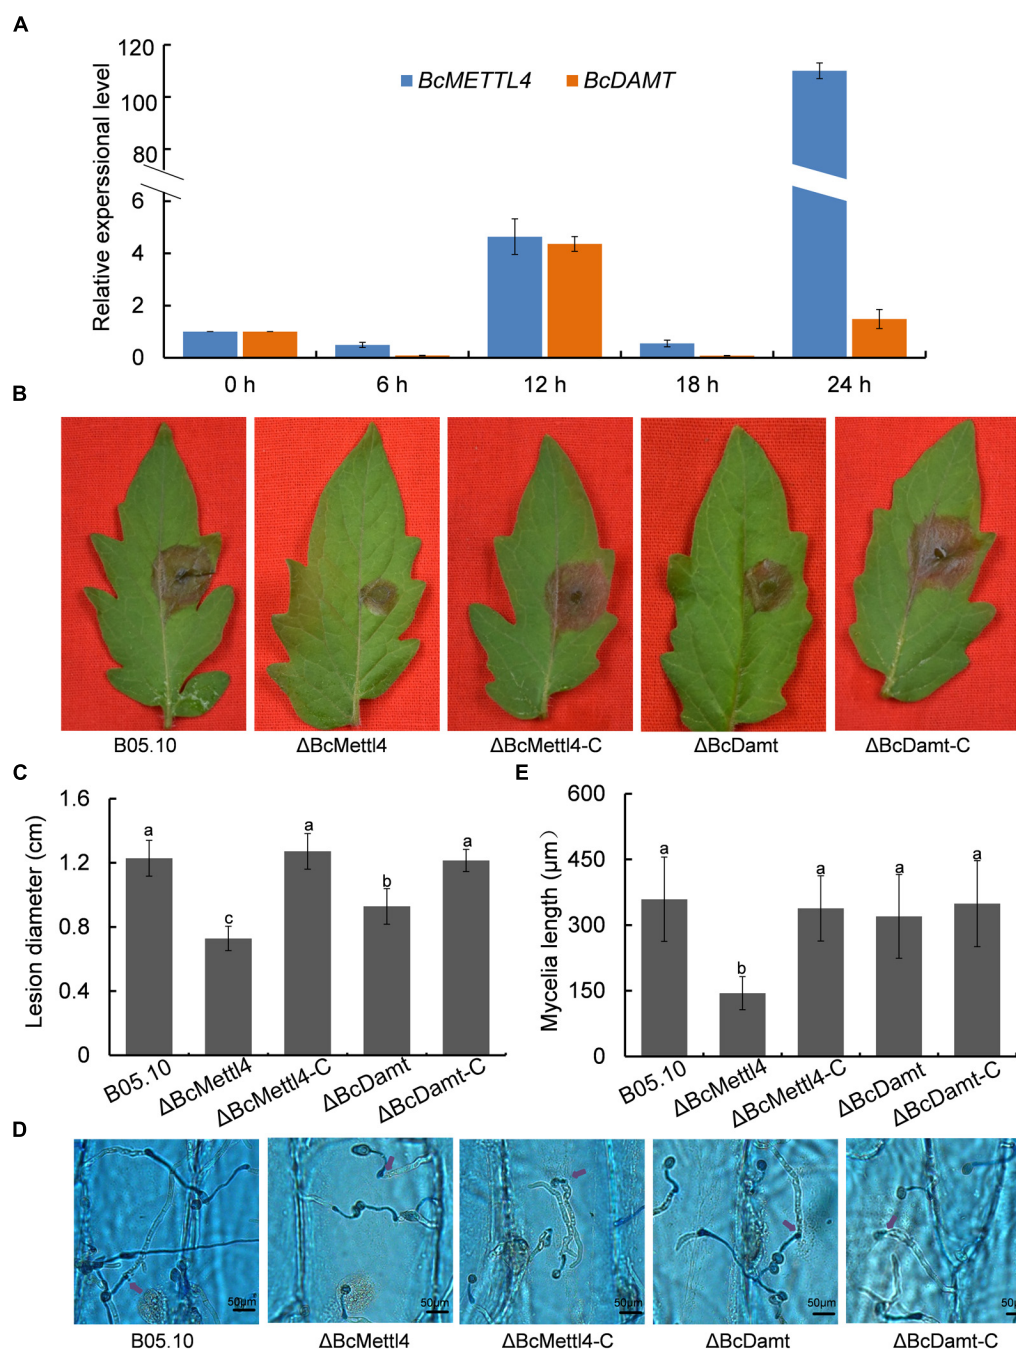 A
Relative experssional level
120
100
80
6
4
2
0
BcMETTL4 BcDAMT
0 h 6 h 12 h 18 h 24 h
B
B05.10 ΔBcMettl4 ΔBcMettl4-C ΔBcDamt ΔBcDamt-C
C
Lesion diameter (cm)
1.6
1.2
0.8
0.4
0
a c a b a
B05.10 ΔBcMettl4 ΔBcMettl4-C ΔBcDamt ΔBcDamt-C
E
Mycelia length (μm)
600
450
300
150
0
a b a a a
B05.10 ΔBcMettl4 ΔBcMettl4-C ΔBcDamt ΔBcDamt-C
D
50μm 50μm 50μm 50μm 50μm
B05.10 ΔBcMettl4 ΔBcMettl4-C ΔBcDamt ΔBcDamt-C